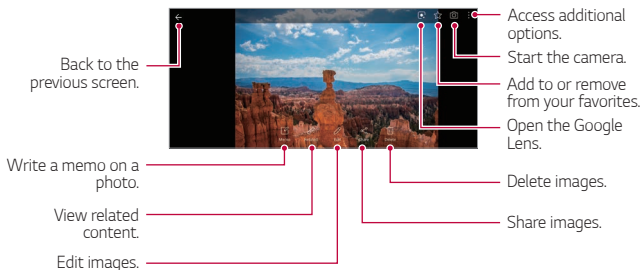 Access additional
options.
Start the camera.
Back to the
previous screen.
Add to or remove
from your favorites.
Open the Google
Lens.
Write a memo on a
photo.
Delete images.
View related
content.
Share images.
Edit images.